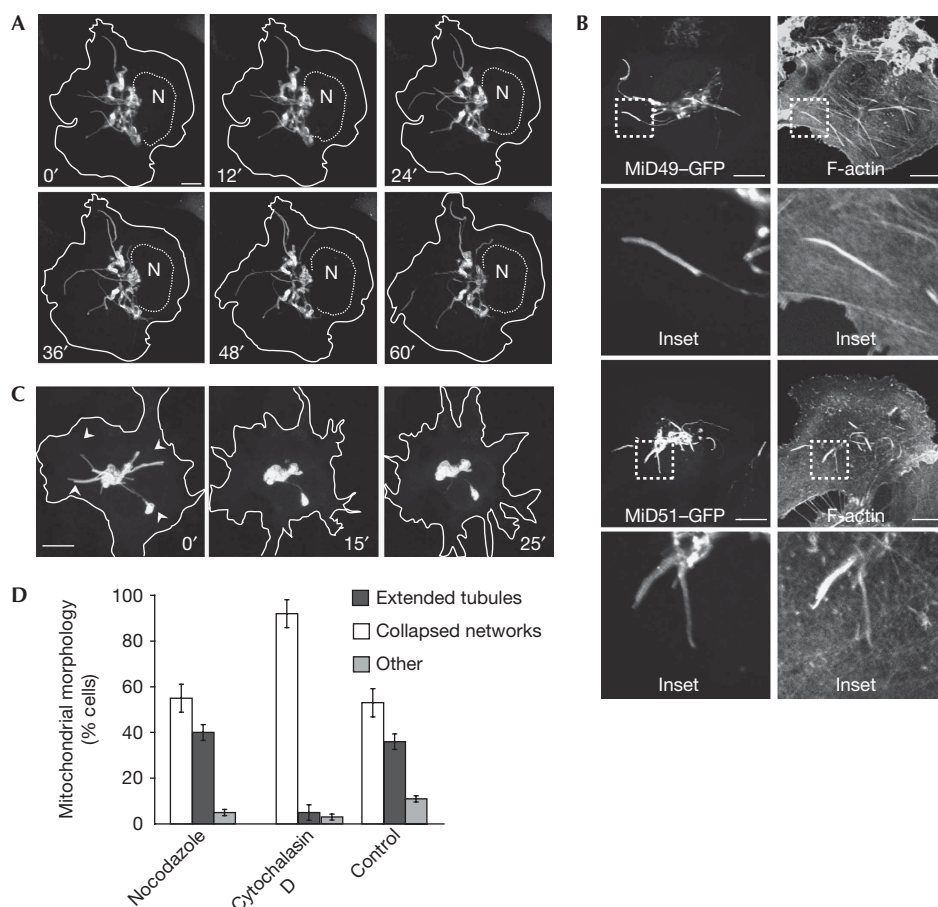 A
N
0′
N
12′
N
24′
N
36′
N
48′
N
60′
B
MiD49–GFP
F-actin
Inset
Inset
MiD51–GFP
F-actin
Inset
Inset
C
0′
15′
25′
D
Mitochondrial morphology
(% cells)
100
80
60
40
20
0
Extended tubules
Collapsed networks
Other
Nocodazole
Cytochalasin
D
Control